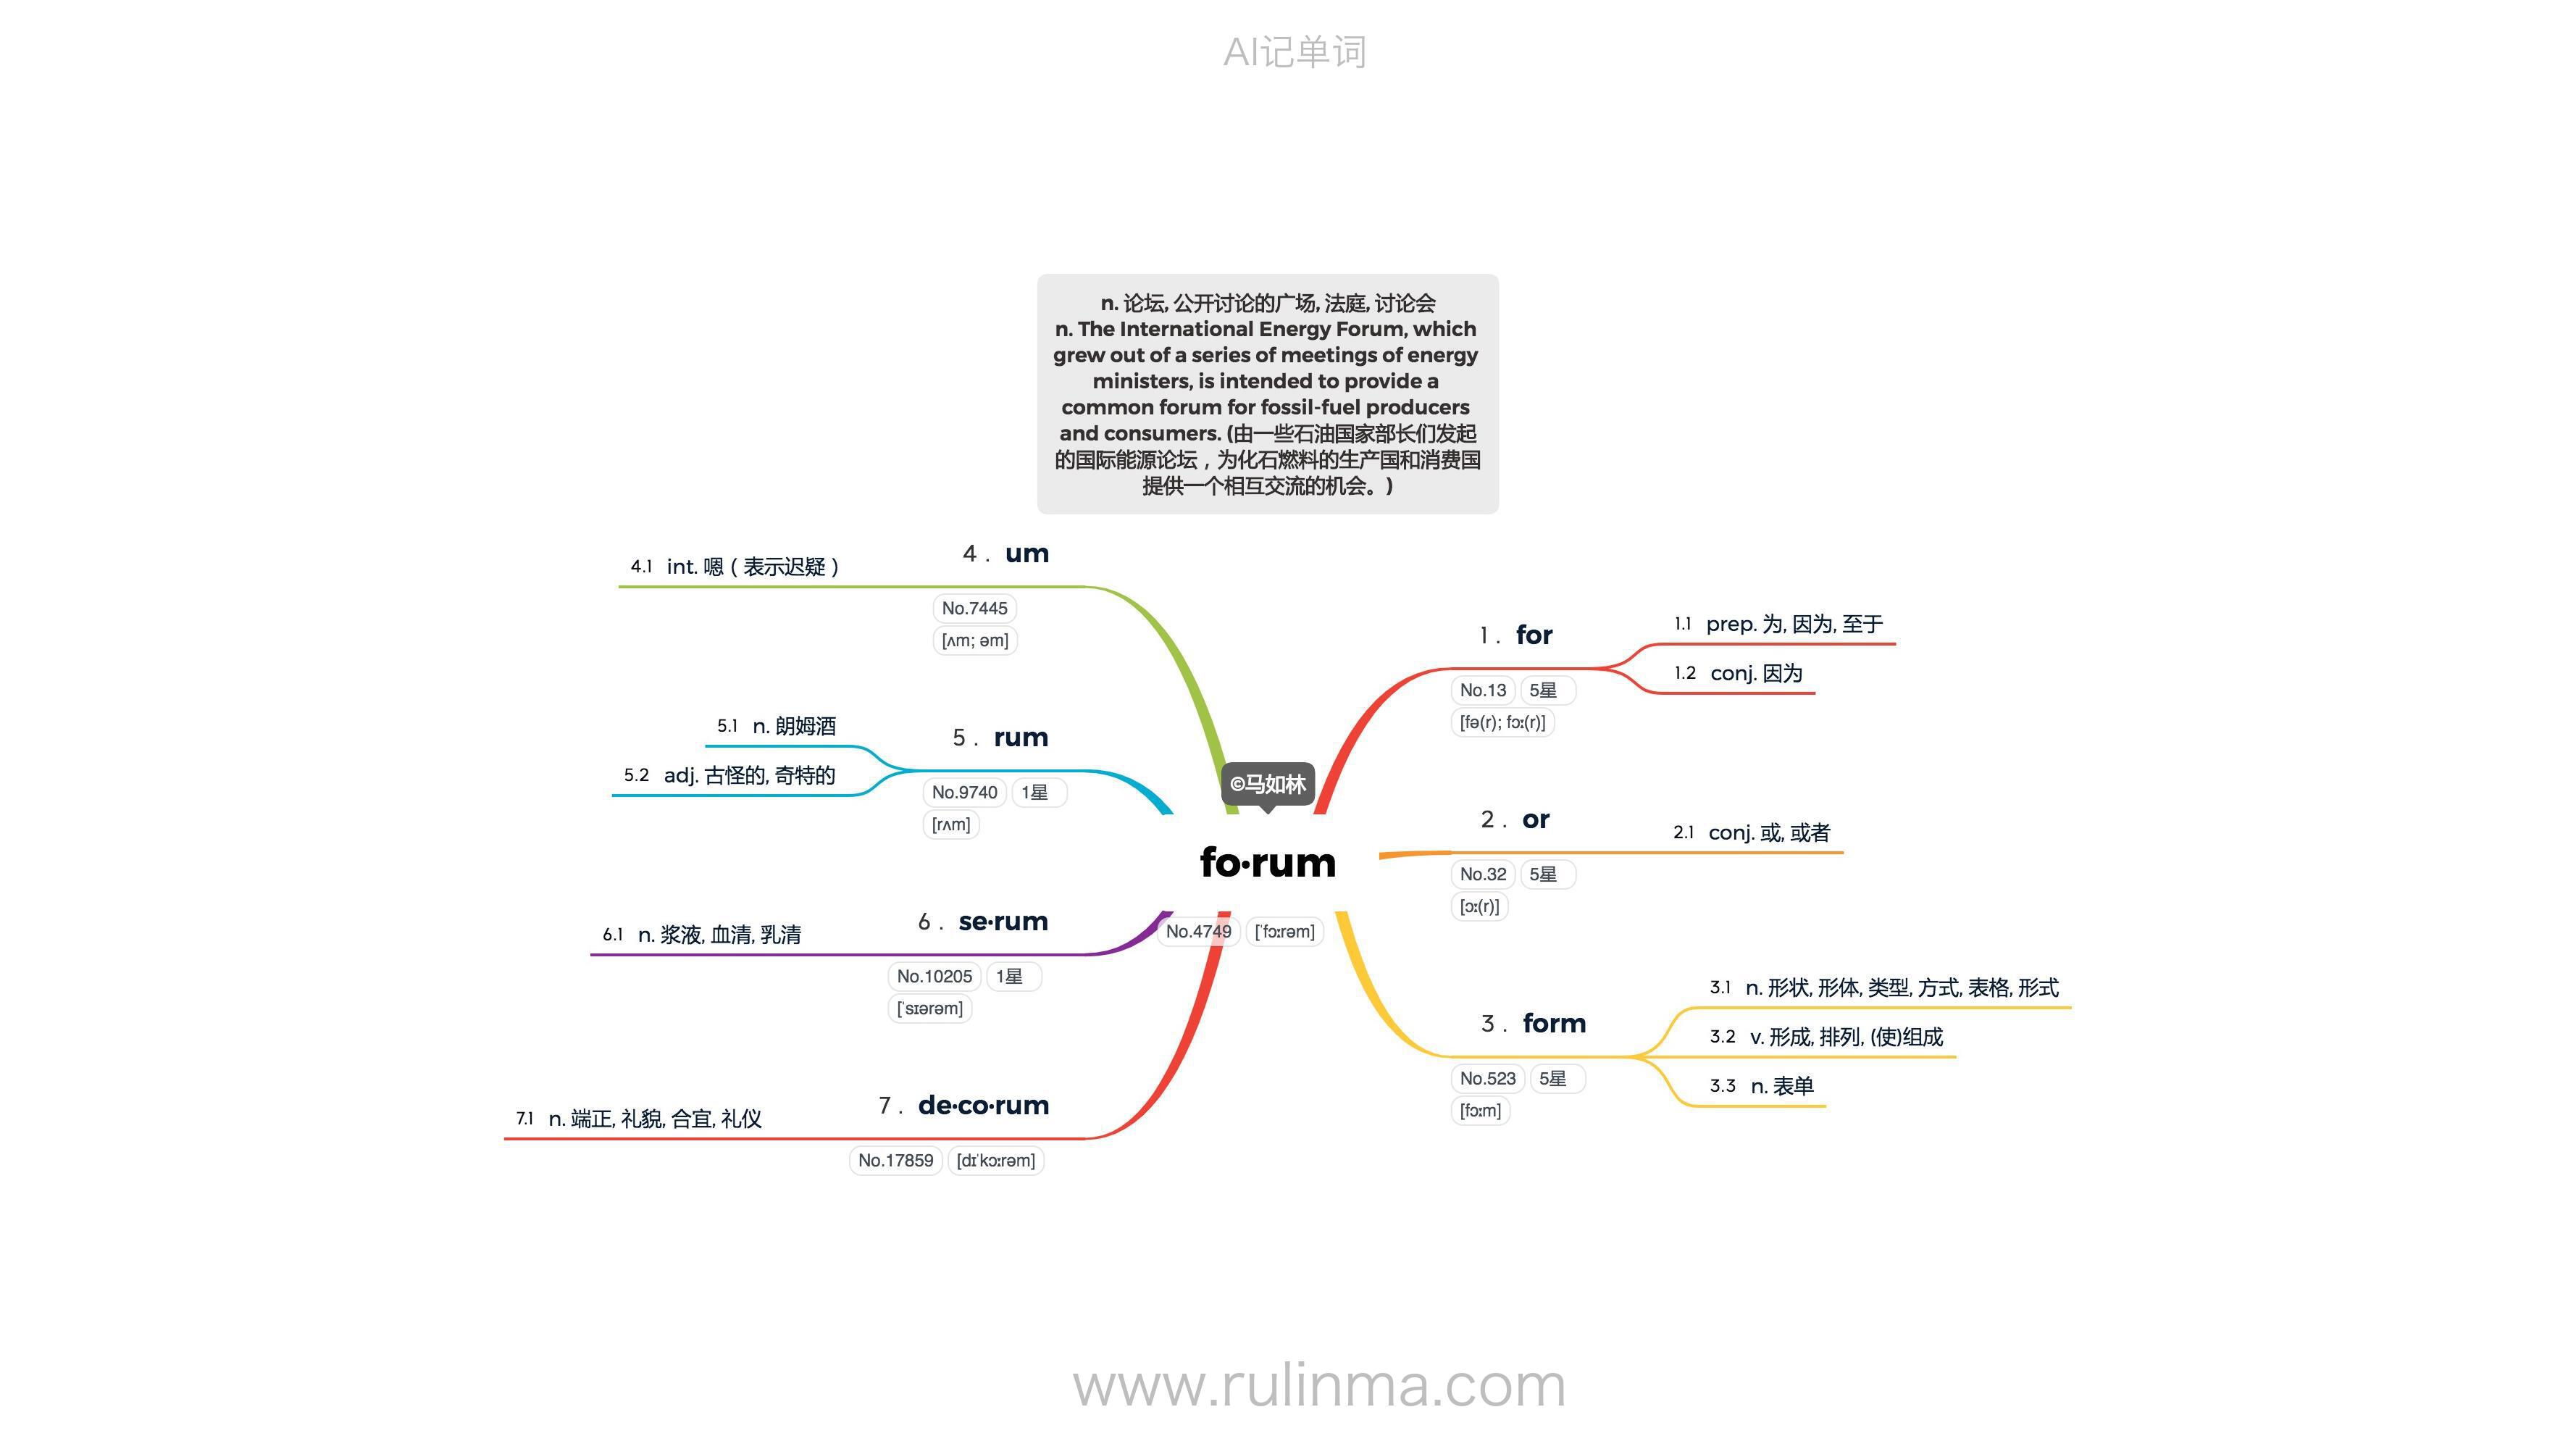 AI记单词
n. 论坛, 公开讨论的广场, 法庭, 讨论会
n. The International Energy Forum, which
grew out of a series of meetings of energy
ministers, is intended to provide a
common forum for fossil-fuel producers
and consumers. (由一些石油国家部长们发起
的国际能源论坛，为化石燃料的生产国和消费国
提供一个相互交流的机会。)
©马如林
fo·rum
No.4749 [ˈfɔːrəm]
1. for
No.13 5星
[fə(r); fɔː(r)]
1.1 prep. 为, 因为, 至于
1.2 conj. 因为
2. or
No.32 5星
[ɔː(r)]
2.1 conj. 或, 或者
3. form
No.523 5星
[fɔːm]
3.1 n. 形状, 形体, 类型, 方式, 表格, 形式
3.2 v. 形成, 排列, (使)组成
3.3 n. 表单
4. um
No.7445
[ʌm; əm]
4.1 int. 嗯（表示迟疑）
5. rum
No.9740 1星
[rʌm]
5.1 n. 朗姆酒
5.2 adj. 古怪的, 奇特的
6. se·rum
No.10205 1星
[ˈsɪərəm]
6.1 n. 浆液, 血清, 乳清
7. de·co·rum
No.17859 [dɪˈkɔːrəm]
7.1 n. 端正, 礼貌, 合宜, 礼仪
www.rulinma.com